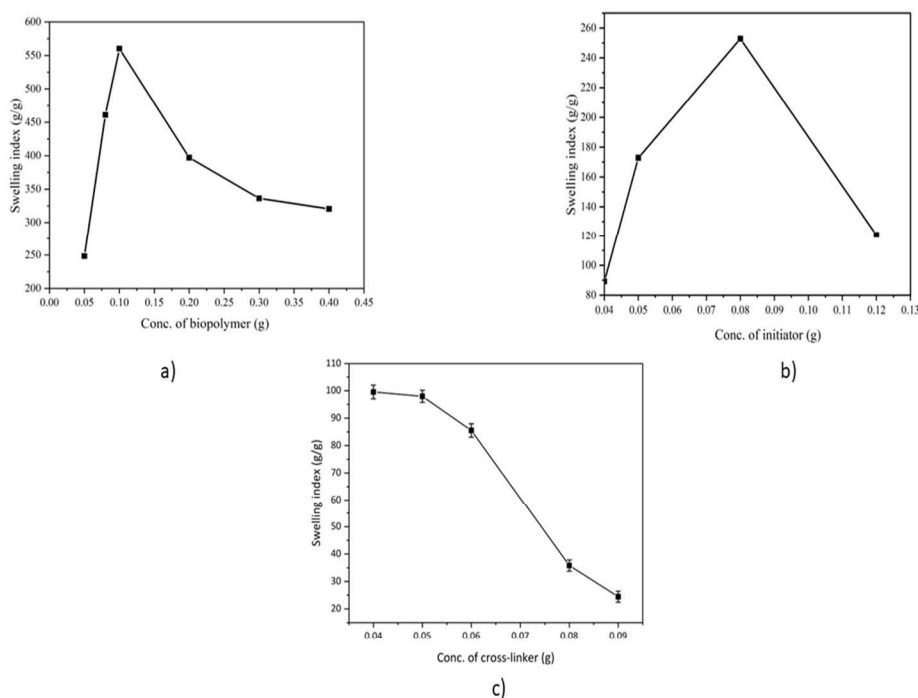 600
550
500
450
400
350
300
250
200
Swelling index (g/g)
0.00 0.05 0.10 0.15 0.20 0.25 0.30 0.35 0.40 0.45
Conc. of biopolymer (g)
a)
260
240
220
200
180
160
140
120
100
80
Swelling index (g/g)
0.04 0.05 0.06 0.07 0.08 0.09 0.10 0.11 0.12 0.13
Conc. of initiator (g)
b)
110
100
90
80
70
60
50
40
30
20
Swelling index (g/g)
0.04 0.05 0.06 0.07 0.08 0.09
Conc. of cross-linker (g)
c)